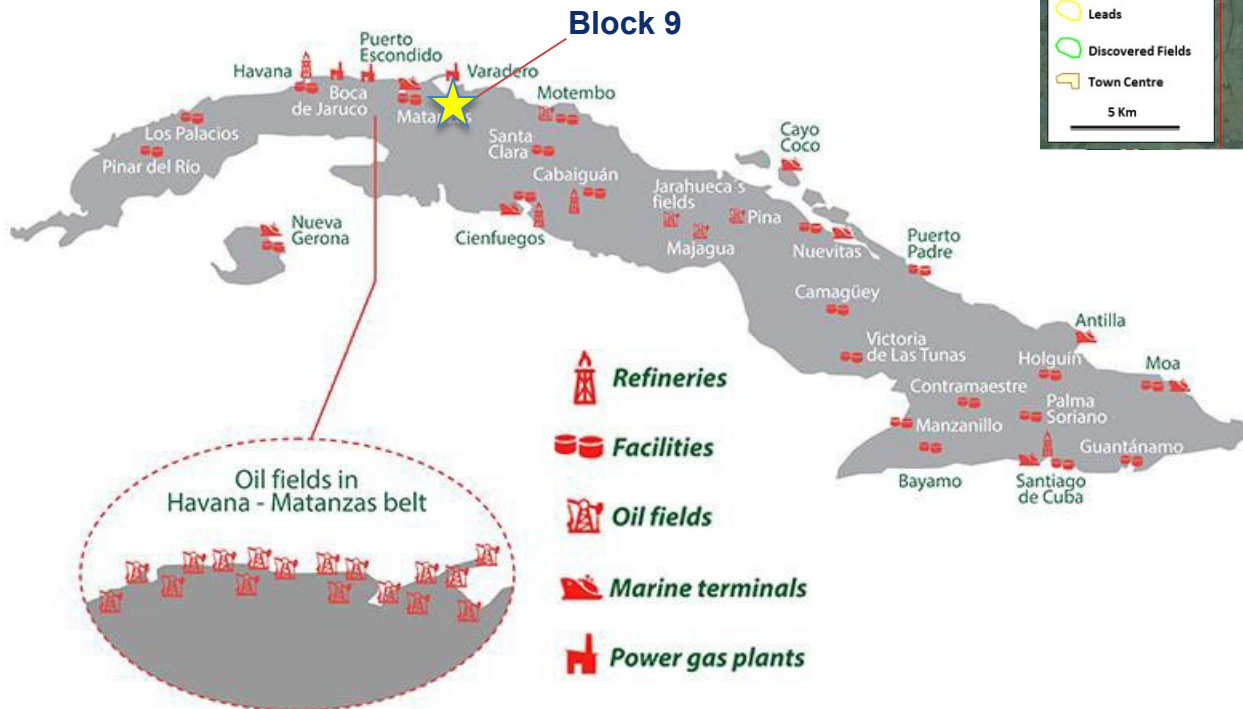 Block 9
Leads
Discovered Fields
Town Centre
5 Km
Puerto
Escondido
Havana
Varadero
Boca
de Jaruco
Motembo
Los Palacios
Santa
Clara
Cayo
Coco
Pinar del Río
Cabaiguán
Jarahueca´s
fields
Pina
Nueva
Gerona
Cienfuegos
Majagua
Nuevitas
Puerto
Padre
Camagüey
Antilla
Victoria
de Las Tunas
Holguín
Moa
Contramaestre
Palma
Soriano
Manzanillo
Guantánamo
Bayamo
Santiago
de Cuba
Refineries
Facilities
Oil fields
Marine terminals
Power gas plants
Oil fields in
Havana - Matanzas belt